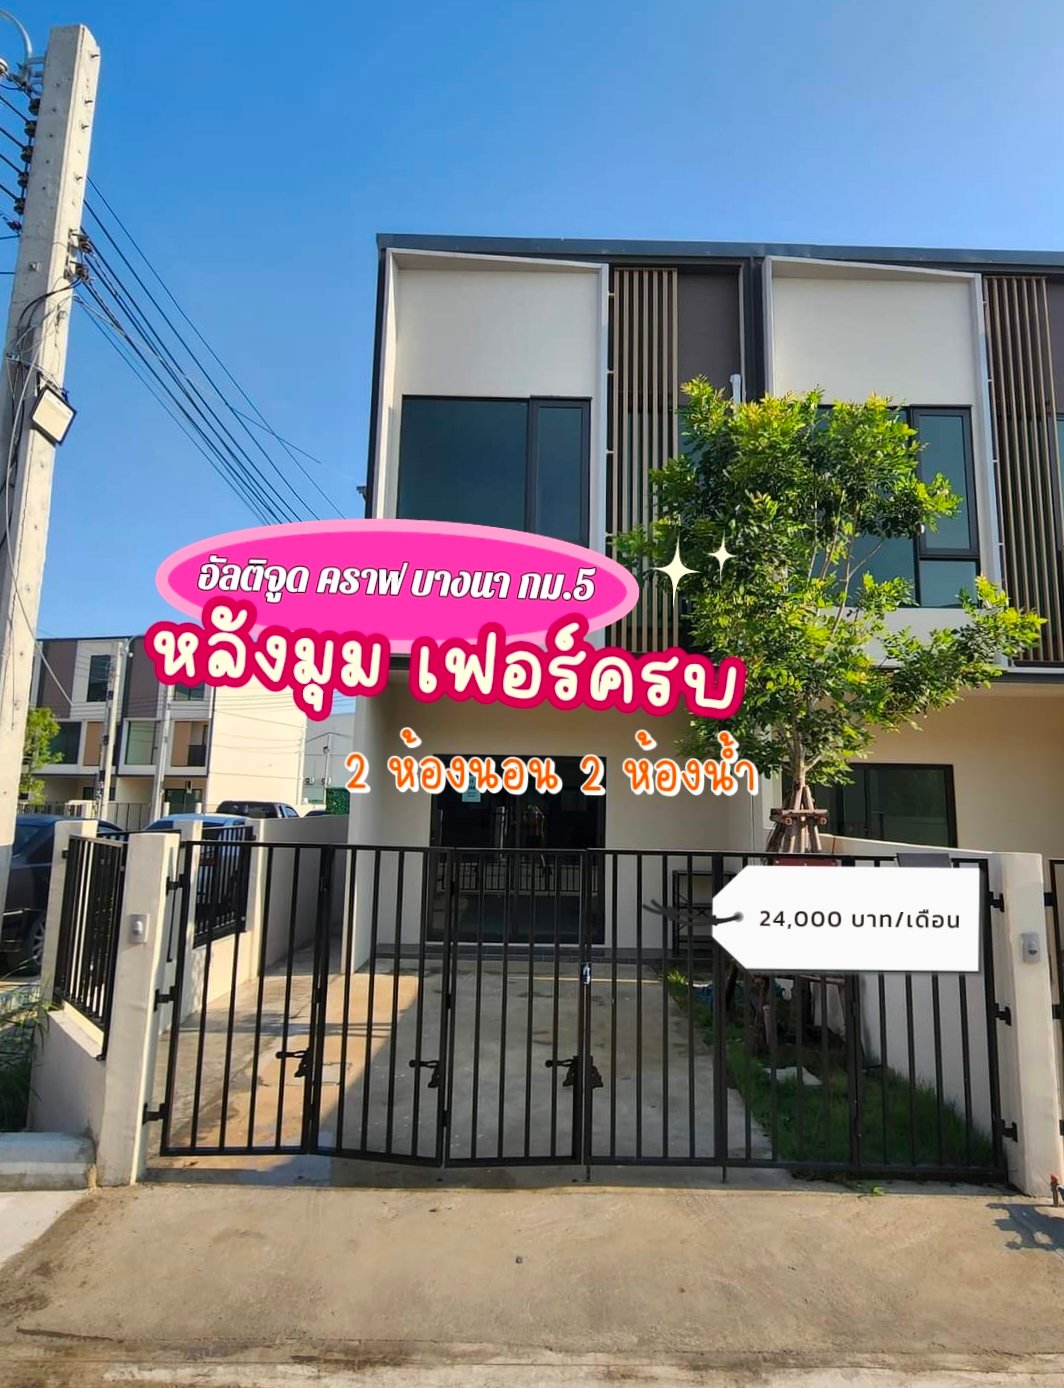 อัลติจูด คราฟ บางนา กม.5
หลังมุม เฟอร์ครบ
2 ห้องนอน 2 ห้องน้ำ
24,000 บาท/เดือน